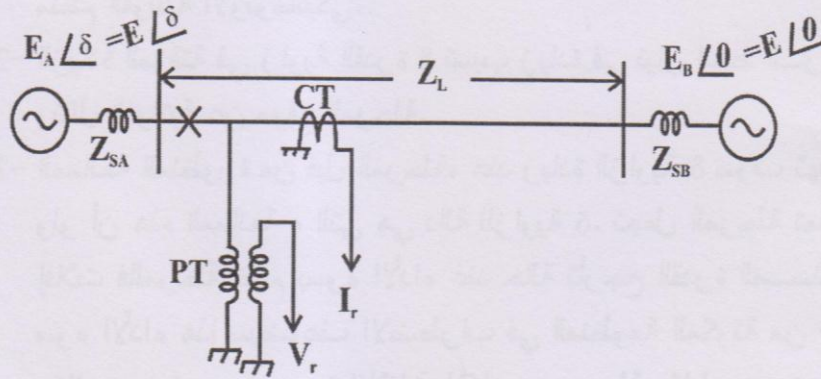 E_A∠δ = E∠δ
E_B∠0 = E∠0
Z_L
CT
Z_SA
Z_SB
PT
I_r
V_r